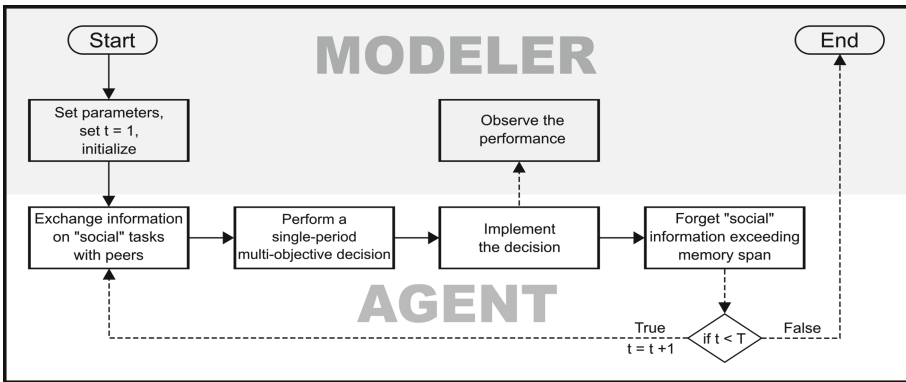 Start
MODELER
End
Set parameters,
set t = 1,
initialize
Observe the
performance
Exchange information
on "social" tasks
with peers
Perform a
single-period
multi-objective decision
Implement
the decision
Forget "social"
information exceeding
memory span
AGENT
True
t = t +1
if t < T
False